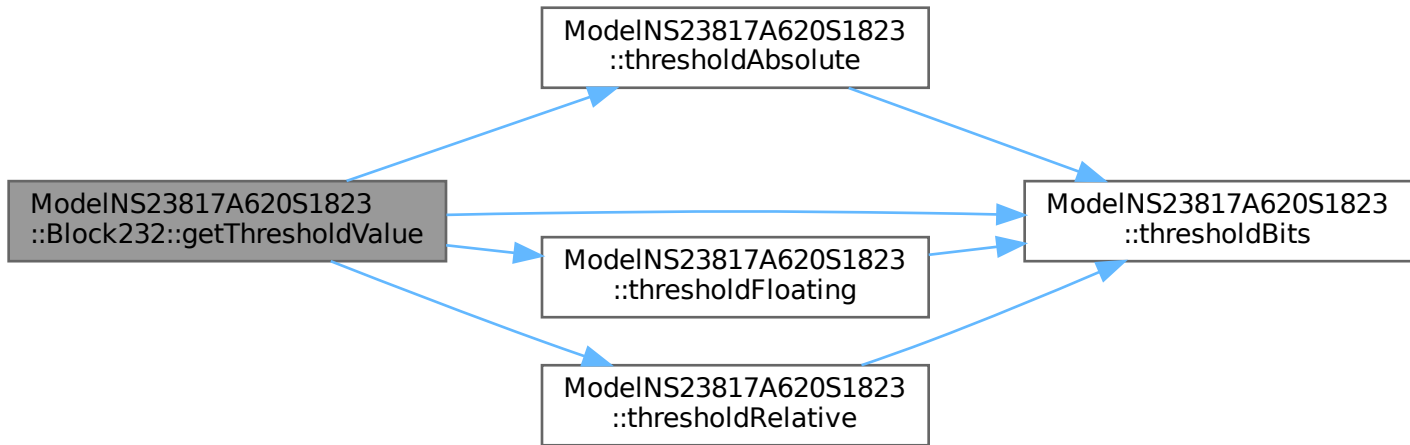 ModelNS23817A620S1823
::thresholdAbsolute
ModelNS23817A620S1823
::Block232::getThresholdValue
ModelNS23817A620S1823
::thresholdBits
ModelNS23817A620S1823
::thresholdFloating
ModelNS23817A620S1823
::thresholdRelative